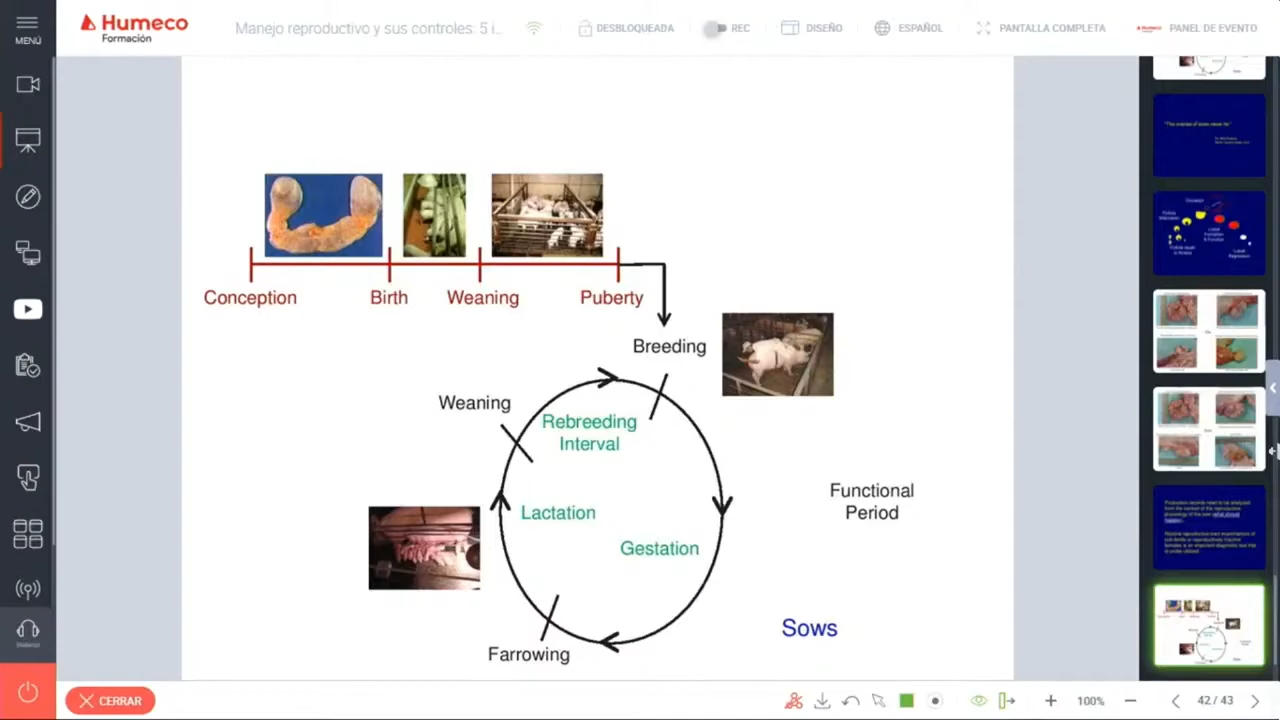 MENÚ
Humeco
Formación
Manejo reproductivo y sus controles: 5 i...
DESBLOQUEADA
REC
DISEÑO
ESPAÑOL
PANTALLA COMPLETA
PANEL DE EVENTO
Conception
Birth
Weaning
Puberty
Breeding
Weaning
Rebreeding
Interval
Lactation
Gestation
Functional
Period
Sows
Farrowing
CERRAR
100%
42 / 43